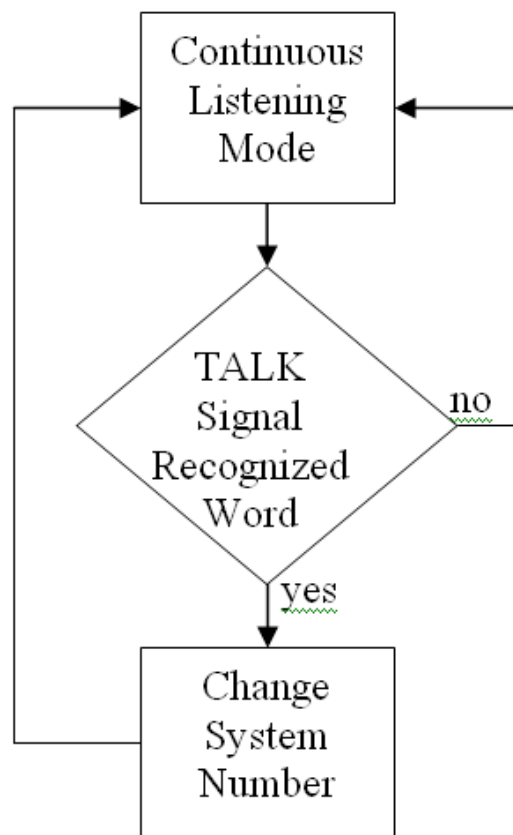 Continuous
Listening
Mode
TALK
Signal
Recognized
Word
no
yes
Change
System
Number